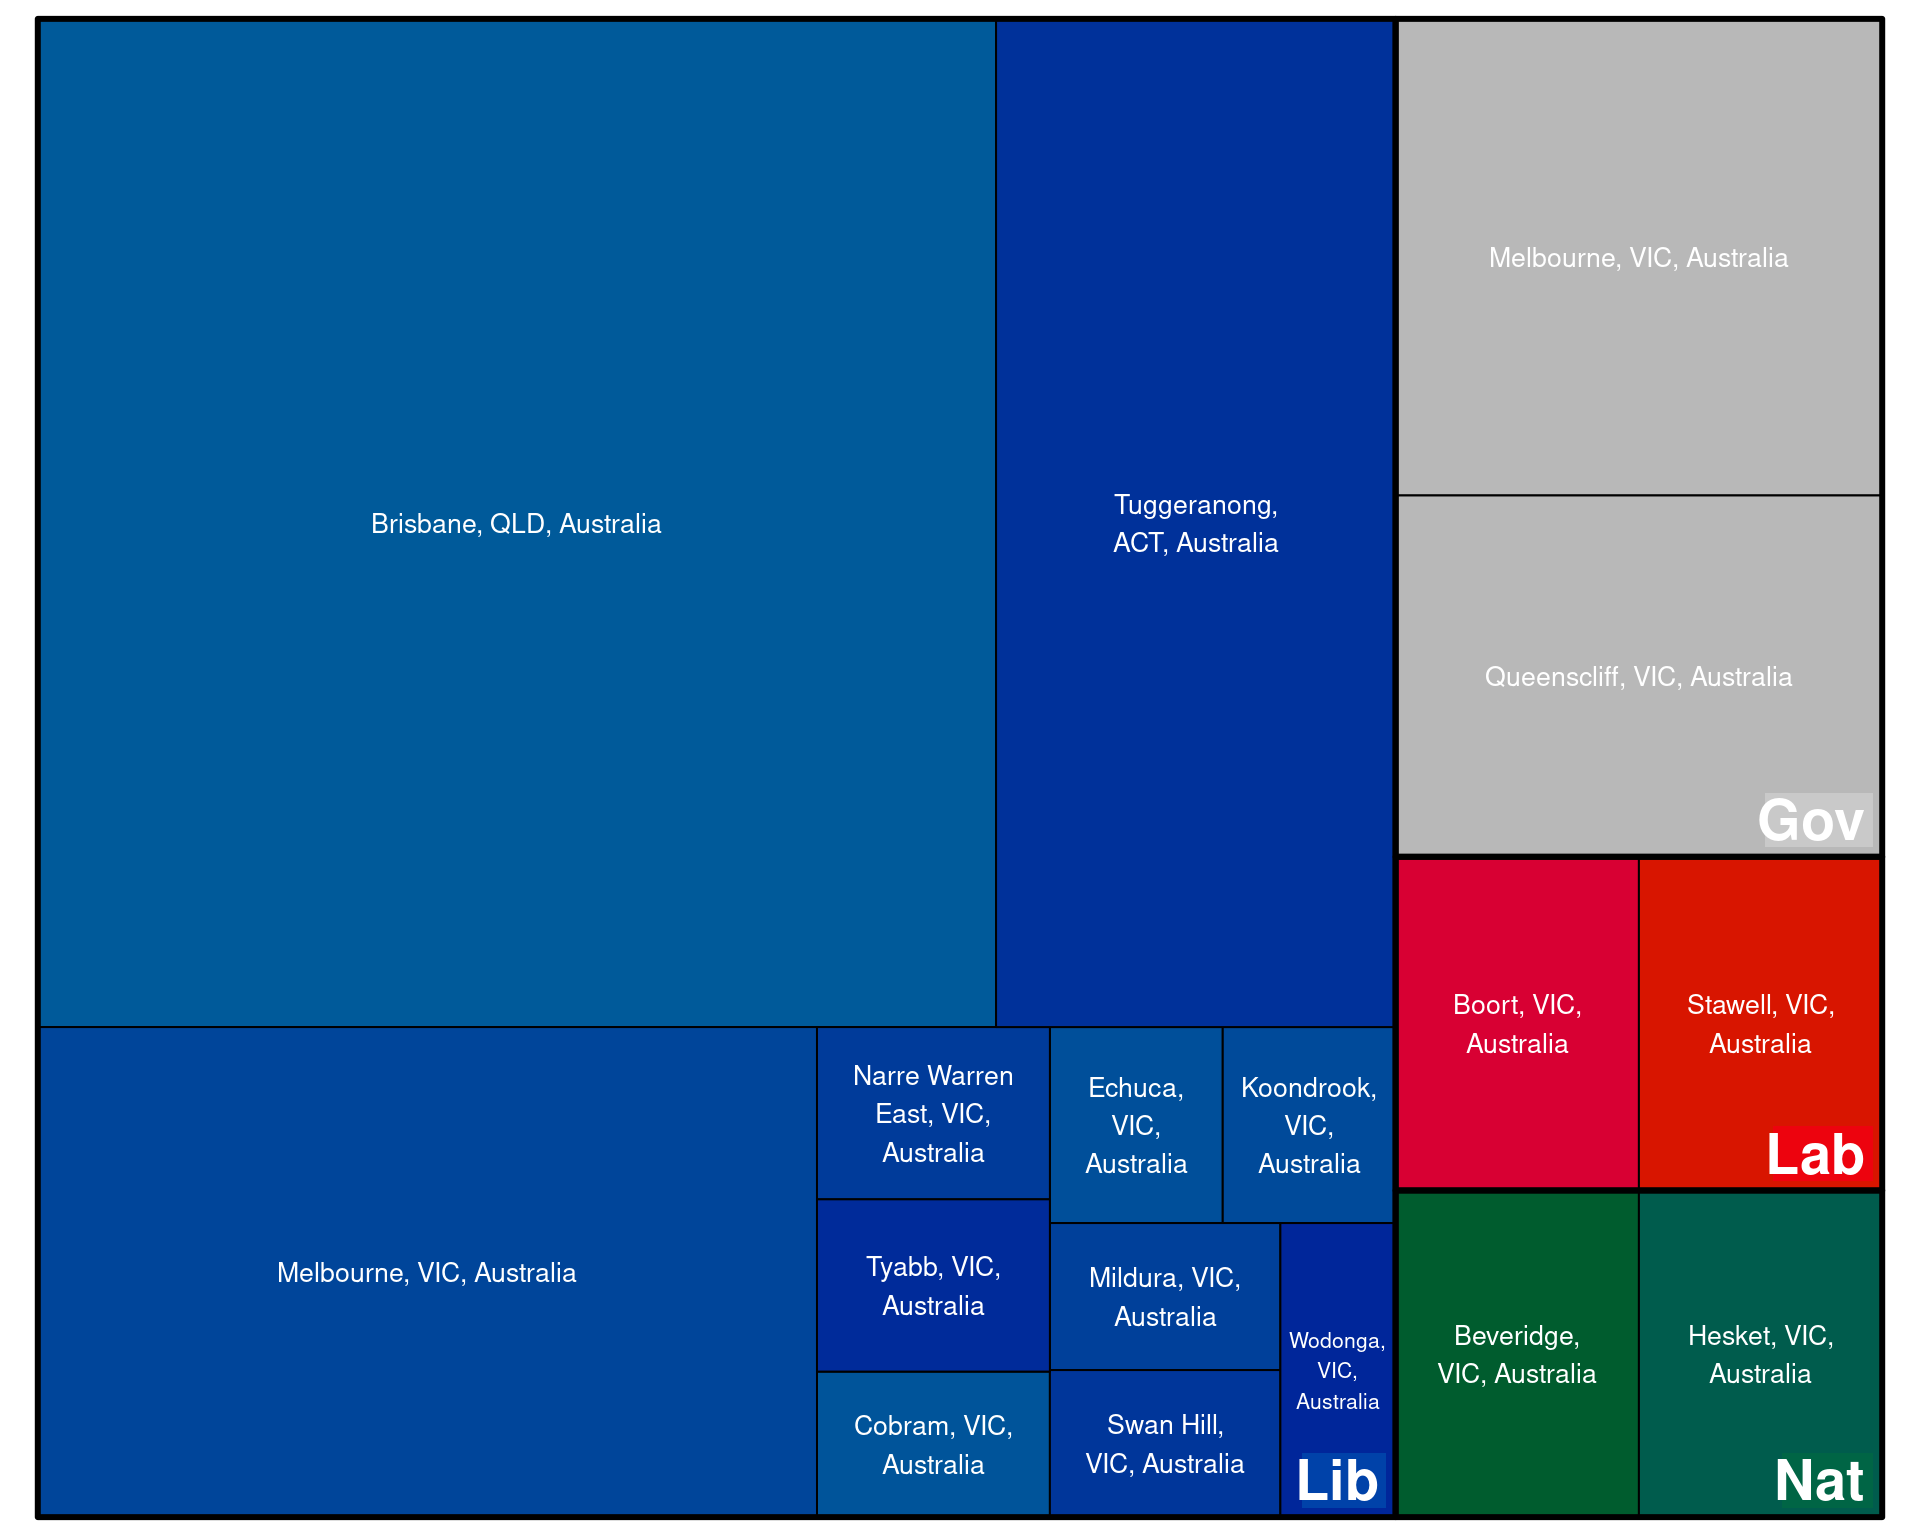 Brisbane, QLD, Australia
Tuggeranong,
ACT, Australia
Melbourne, VIC, Australia
Narre Warren
East, VIC,
Australia
Tyabb, VIC,
Australia
Cobram, VIC,
Australia
Echuca,
VIC,
Australia
Koondrook,
VIC,
Australia
Mildura, VIC,
Australia
Swan Hill,
VIC, Australia
Wodonga,
VIC,
Australia
Lib
Melbourne, VIC, Australia
Queenscliff, VIC, Australia
Gov
Boort, VIC,
Australia
Stawell, VIC,
Australia
Lab
Beveridge,
VIC, Australia
Hesket, VIC,
Australia
Nat